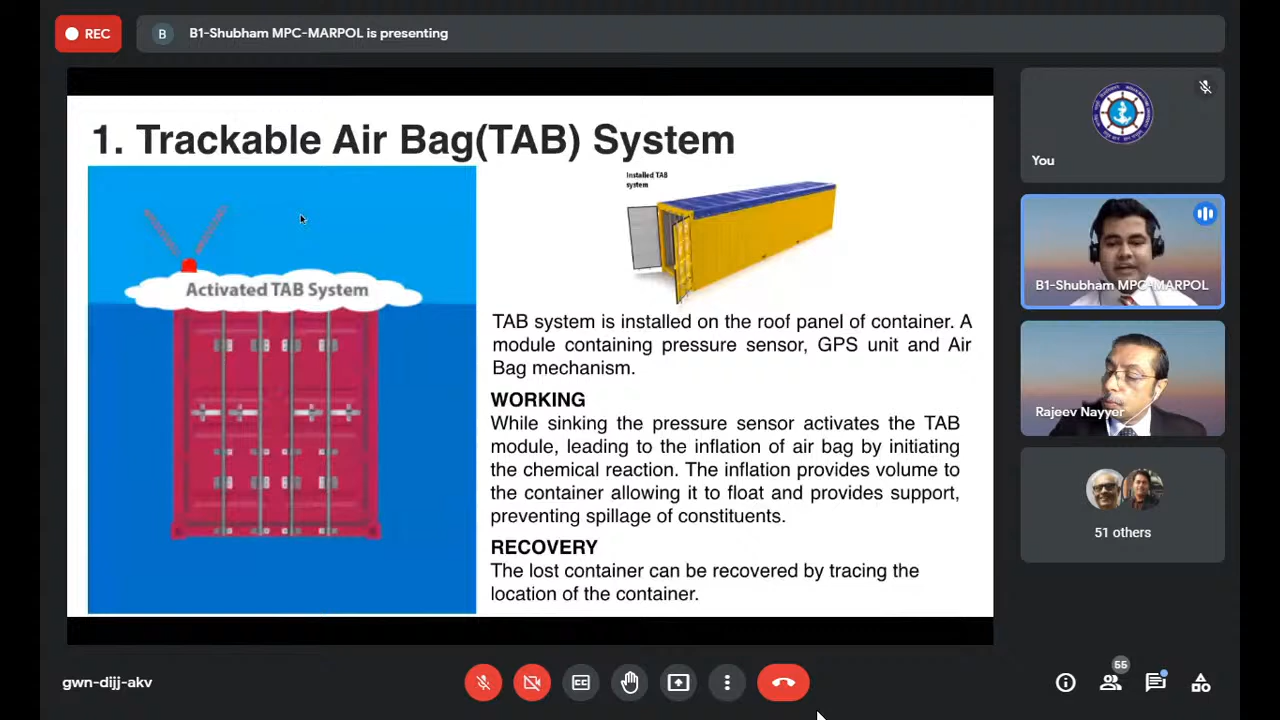 REC
B
B1-Shubham MPC-MARPOL is presenting
1. Trackable Air Bag(TAB) System
Activated TAB System
Installed TAB
system
TAB system is installed on the roof panel of container. A
module containing pressure sensor, GPS unit and Air
Bag mechanism.
WORKING
While sinking the pressure sensor activates the TAB
module, leading to the inflation of air bag by initiating
the chemical reaction. The inflation provides volume to
the container allowing it to float and provides support,
preventing spillage of constituents.
RECOVERY
The lost container can be recovered by tracing the
location of the container.
You
B1-Shubham MPC-MARPOL
Rajeev Nayyer
51 others
gwn-dijj-akv
CC
55